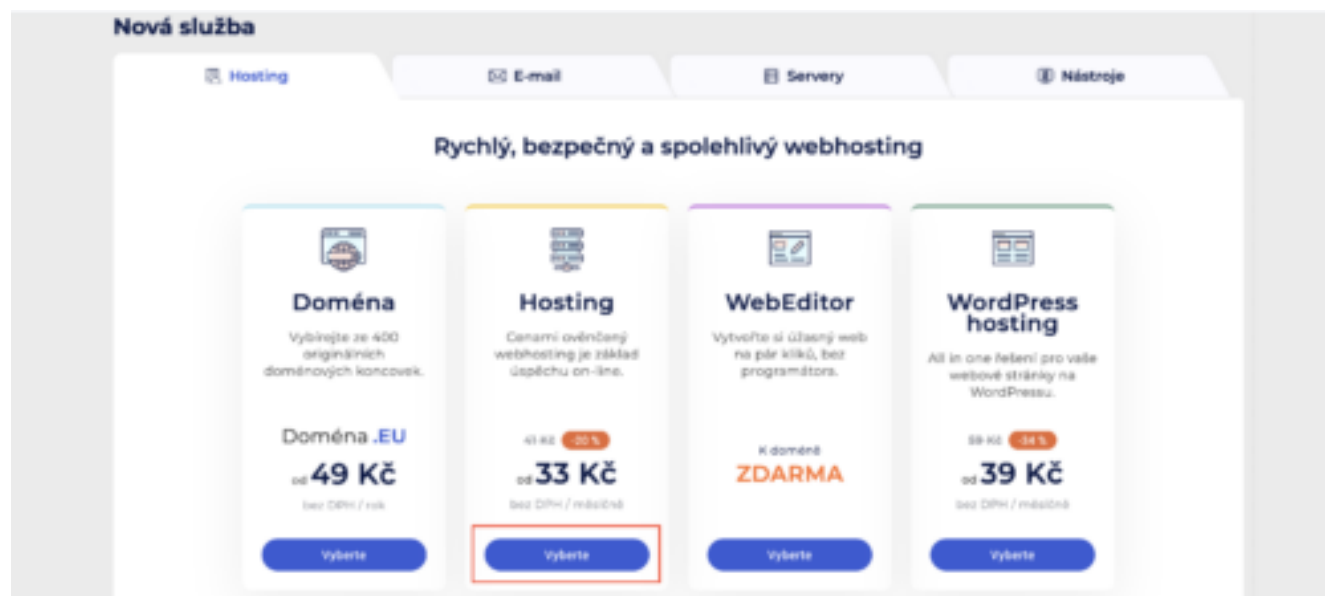 Nová služba
Hosting
E-mail
Servery
Nástroje
Rychlý, bezpečný a spolehlivý webhosting
Doména
Vybírejte ze 400
originálních
doménových koncovek.
Doména .EU
od 49 Kč
bez DPH / rok
Vyberte
Hosting
Cenami ověnčený
webhosting je základ
úspěchu on-line.
41 Kč -20 %
od 33 Kč
bez DPH / měsíčně
Vyberte
WebEditor
Vytvořte si úžasný web
na pár kliků, bez
programátora.
K doméně
ZDARMA
Vyberte
WordPress
hosting
All in one řešení pro vaše
webové stránky na
WordPressu.
59 Kč -34 %
od 39 Kč
bez DPH / měsíčně
Vyberte